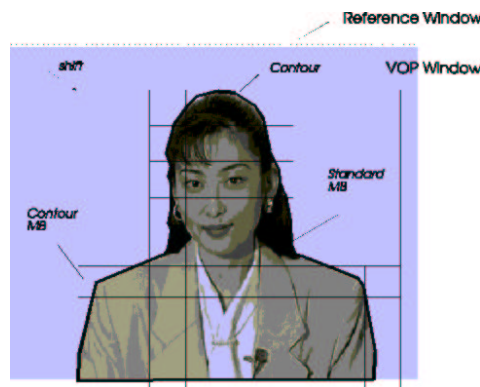 Reference Window
shift
Contour
VOP Window
Standard
MB
Contour
MB